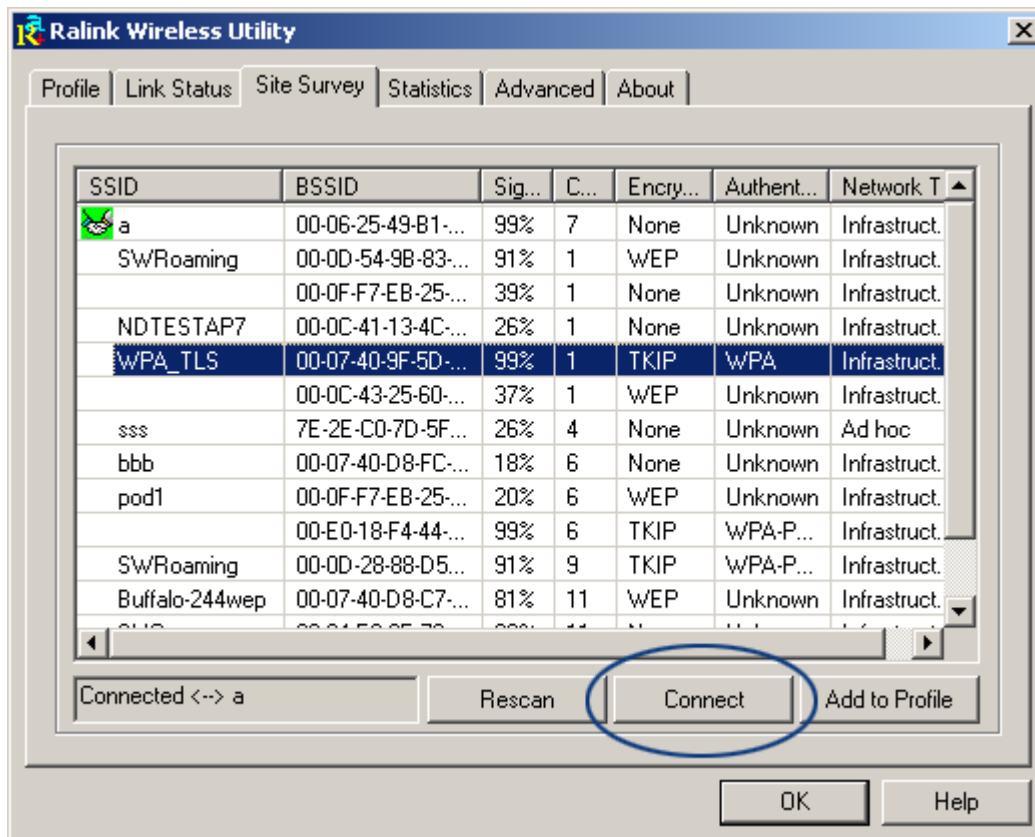 Ralink Wireless Utility
Profile Link Status Site Survey Statistics Advanced About
SSID BSSID Sig... C... Encry... Authent... Network T
a 00-06-25-49-B1-... 99% 7 None Unknown Infrastruct.
SWRoaming 00-0D-54-9B-83-... 91% 1 WEP Unknown Infrastruct.
00-0F-F7-EB-25-... 39% 1 None Unknown Infrastruct.
NDTESTAP7 00-0C-41-13-4C-... 26% 1 None Unknown Infrastruct.
WPA_TLS 00-07-40-9F-5D-... 99% 1 TKIP WPA Infrastruct.
00-0C-43-25-60-... 37% 1 WEP Unknown Infrastruct.
sss 7E-2E-C0-7D-5F... 26% 4 None Unknown Ad hoc
bbb 00-07-40-D8-FC-... 18% 6 None Unknown Infrastruct.
pod1 00-0F-F7-EB-25-... 20% 6 WEP Unknown Infrastruct.
00-E0-18-F4-44-... 99% 6 TKIP WPA-P... Infrastruct.
SWRoaming 00-0D-28-88-D5... 91% 9 TKIP WPA-P... Infrastruct.
Buffalo-244wep 00-07-40-D8-C7-... 81% 11 WEP Unknown Infrastruct.
Connected <--> a Rescan Connect Add to Profile
OK Help